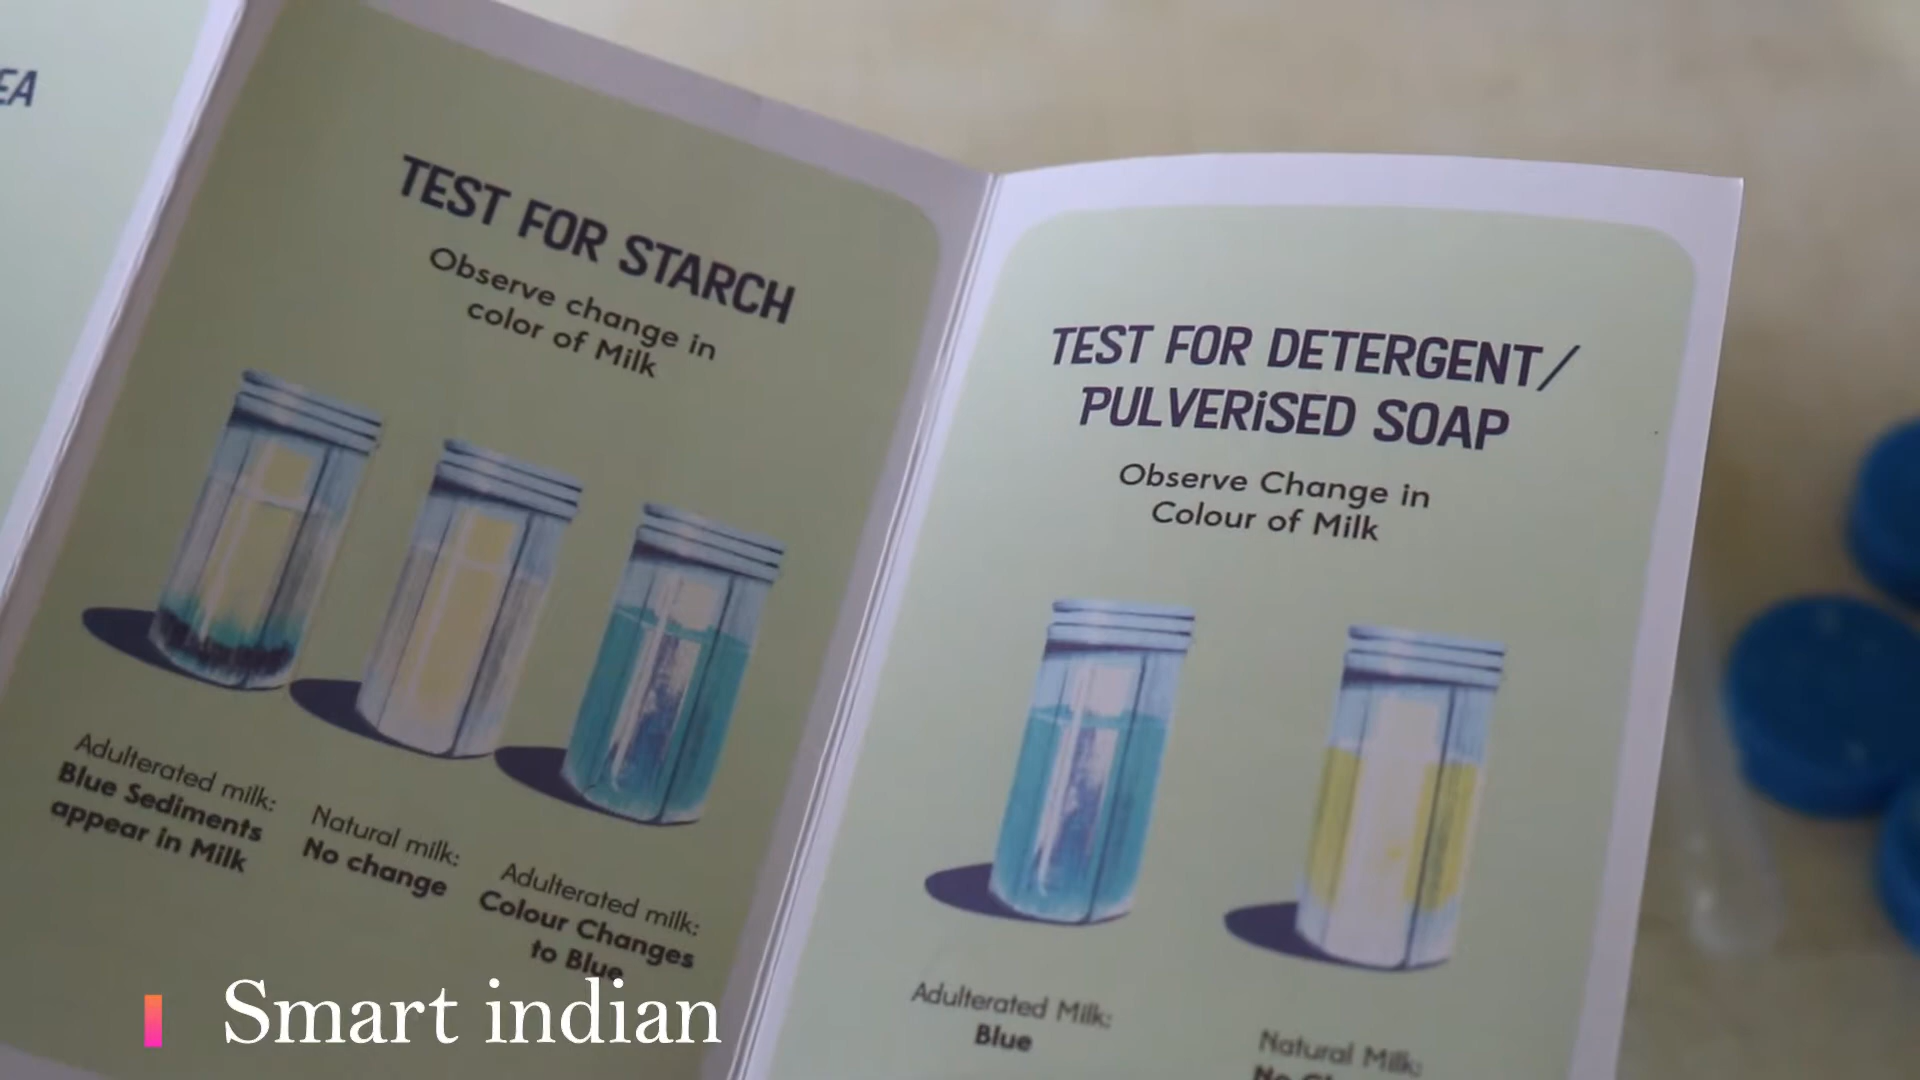 TEST FOR STARCH
Observe change in
color of Milk
Adulterated milk:
Blue Sediments
appear in Milk
Natural milk:
No change
Adulterated milk:
Colour Changes
to Blue
TEST FOR DETERGENT/
PULVERiSED SOAP
Observe Change in
Colour of Milk
Adulterated Milk:
Blue
Natural Milk:
No
Smart indian